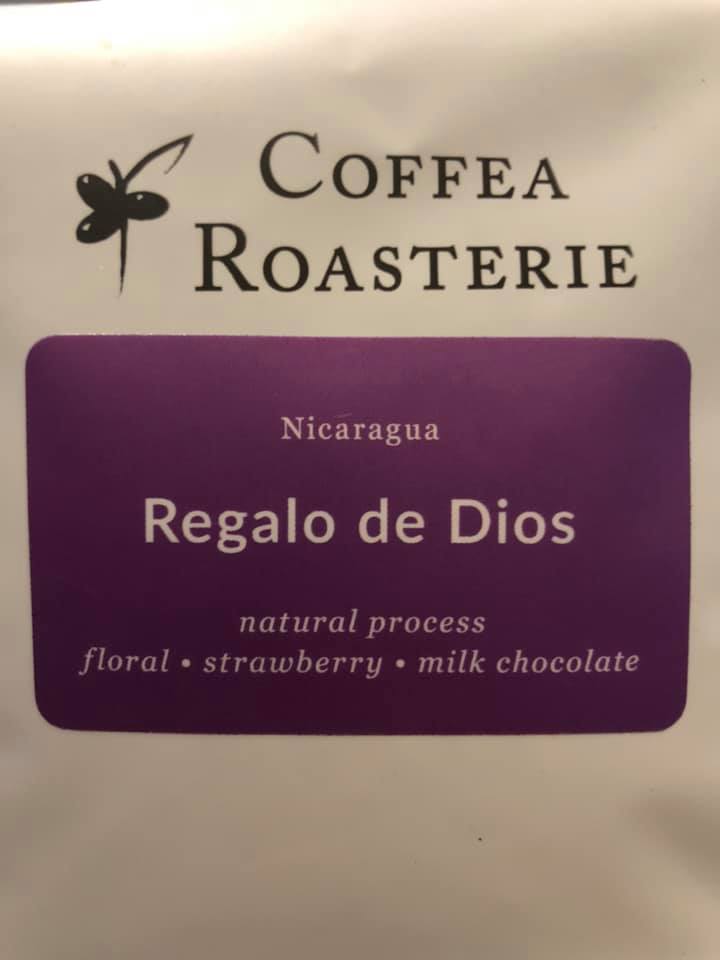 COFFEA
ROASTERIE
Nicaragua
Regalo de Dios
natural process
floral • strawberry • milk chocolate